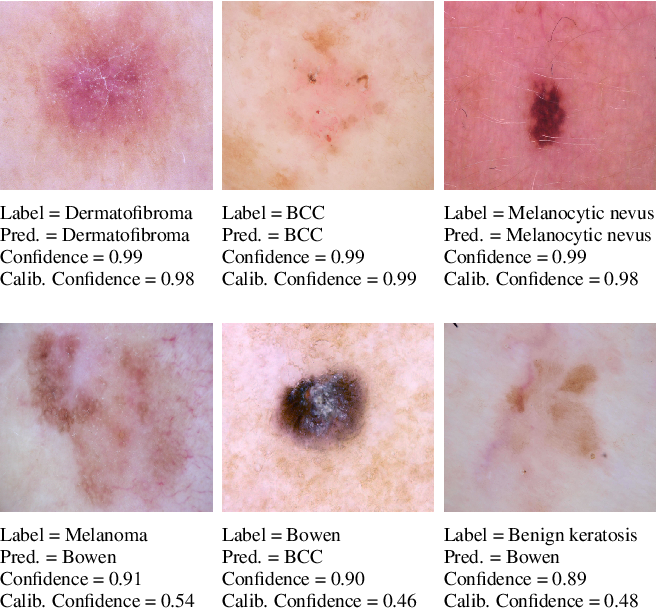 Label = Dermatofibroma
Pred. = Dermatofibroma
Confidence = 0.99
Calib. Confidence = 0.98
Label = BCC
Pred. = BCC
Confidence = 0.99
Calib. Confidence = 0.99
Label = Melanocytic nevus
Pred. = Melanocytic nevus
Confidence = 0.99
Calib. Confidence = 0.98
Label = Melanoma
Pred. = Bowen
Confidence = 0.91
Calib. Confidence = 0.54
Label = Bowen
Pred. = BCC
Confidence = 0.90
Calib. Confidence = 0.46
Label = Benign keratosis
Pred. = Bowen
Confidence = 0.89
Calib. Confidence = 0.48